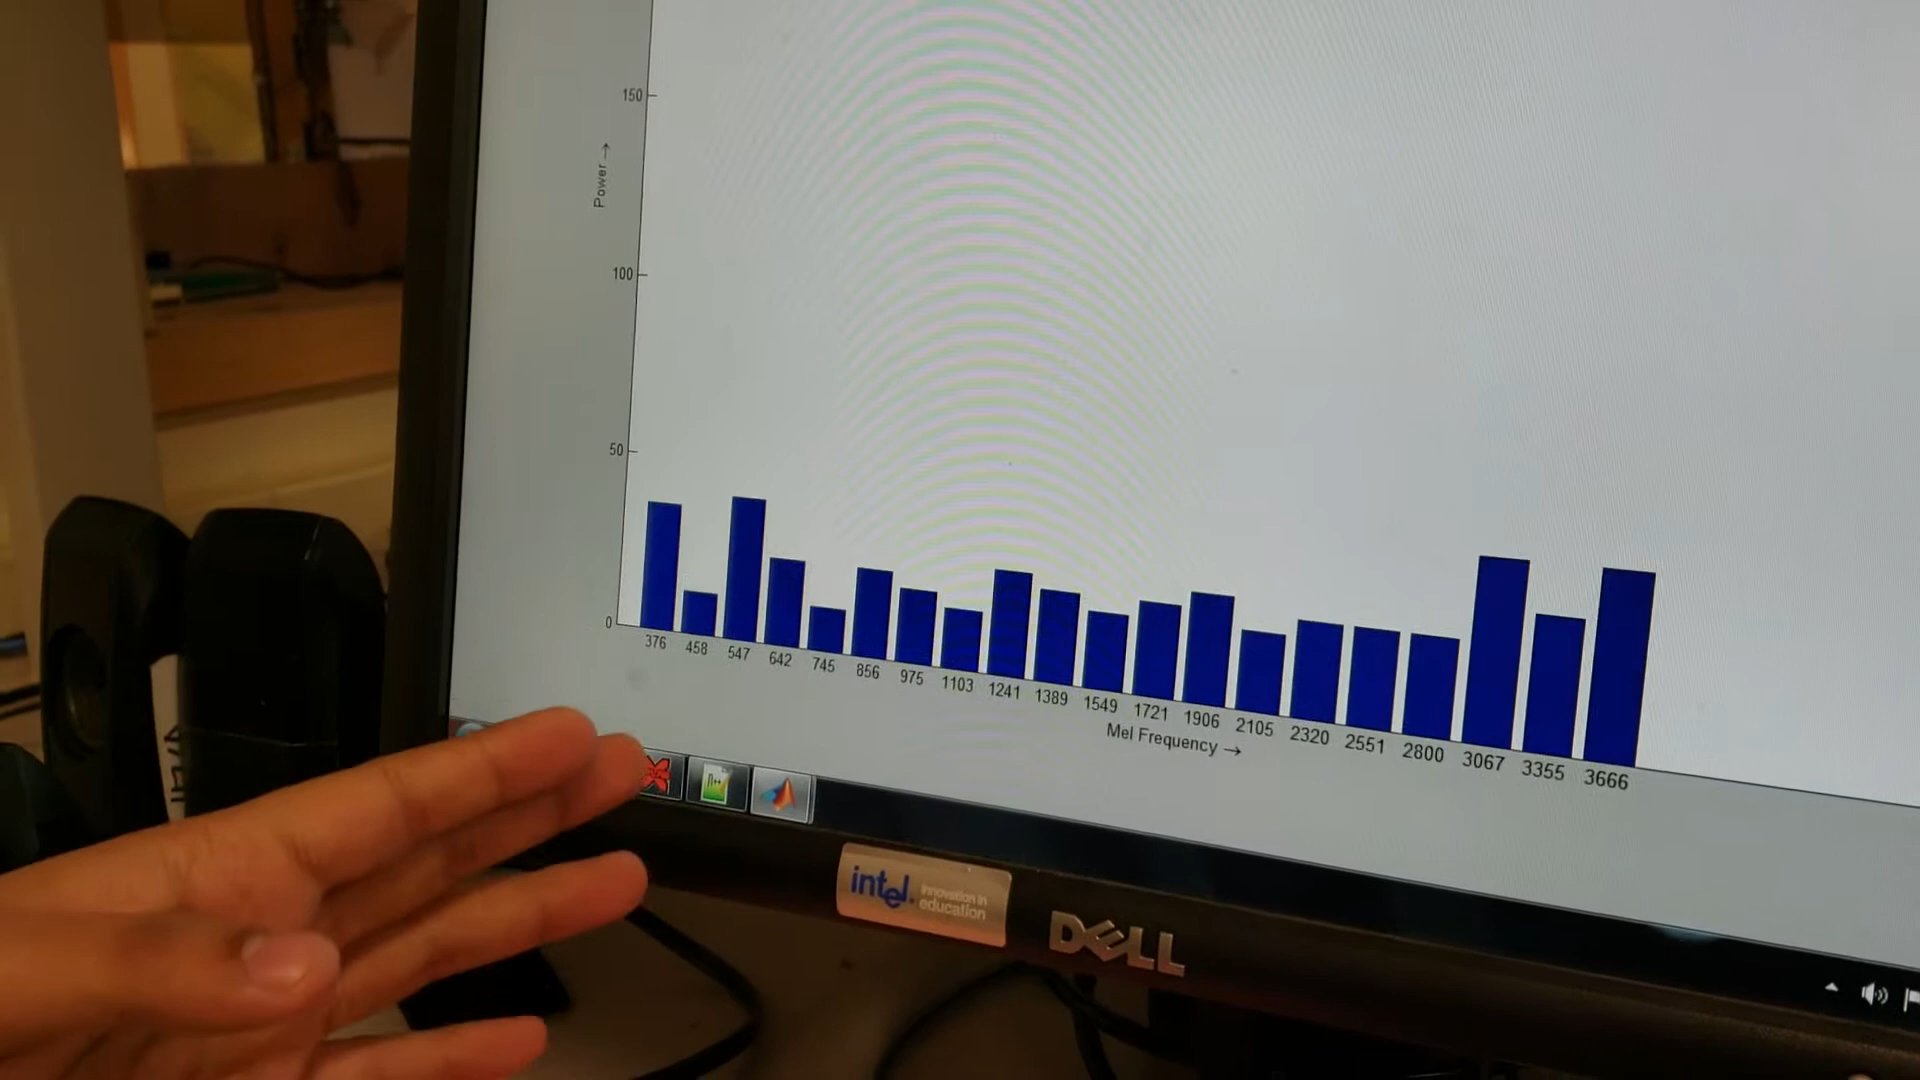 150
Power →
100
50
0
376 458 547 642 745 856 975 1103 1241 1389 1549 1721 1906 2105 2320 2551 2800 3067 3355 3666
Mel Frequency →
intel
innovation in
education
DELL